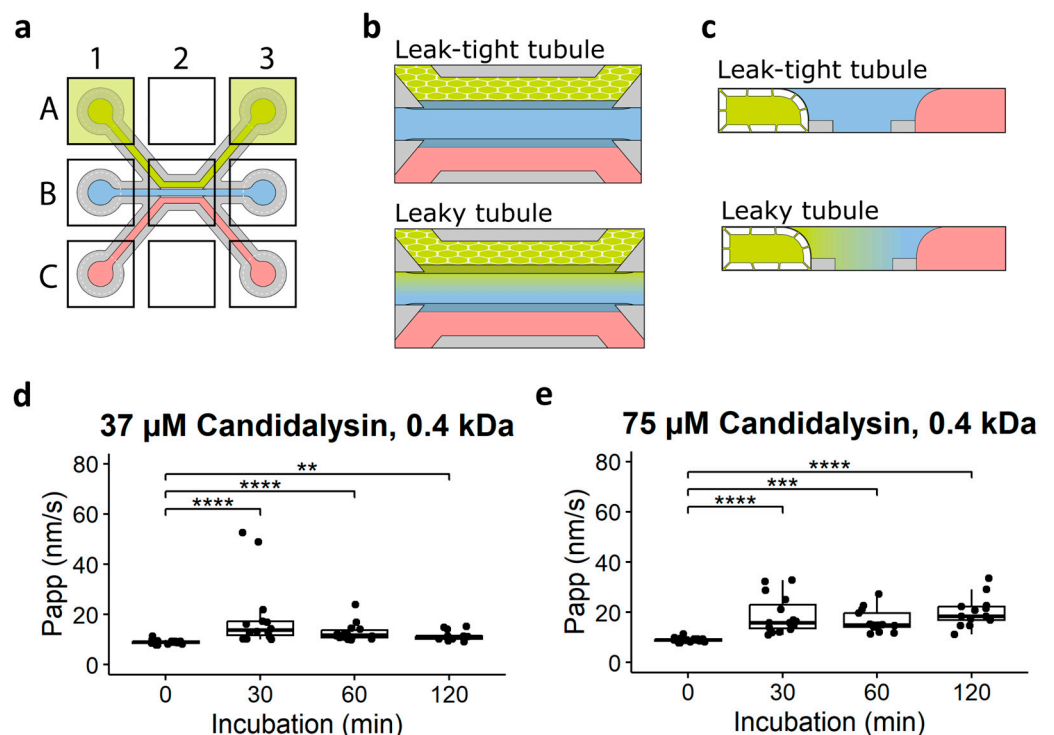 a
1 2 3
A
B
C
b
Leak-tight tubule
Leaky tubule
c
Leak-tight tubule
Leaky tubule
d
37 µM Candidalysin, 0.4 kDa
80
60
40
20
0
Papp (nm/s)
**
****
****
0 30 60 120
Incubation (min)
e
75 µM Candidalysin, 0.4 kDa
80
60
40
20
0
Papp (nm/s)
****
***
****
0 30 60 120
Incubation (min)